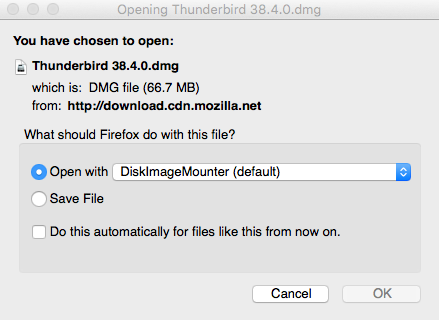 Opening Thunderbird 38.4.0.dmg
You have chosen to open:
Thunderbird 38.4.0.dmg
which is: DMG file (66.7 MB)
from: http://download.cdn.mozilla.net
What should Firefox do with this file?
Open with DiskImageMounter (default)
Save File
Do this automatically for files like this from now on.
Cancel OK